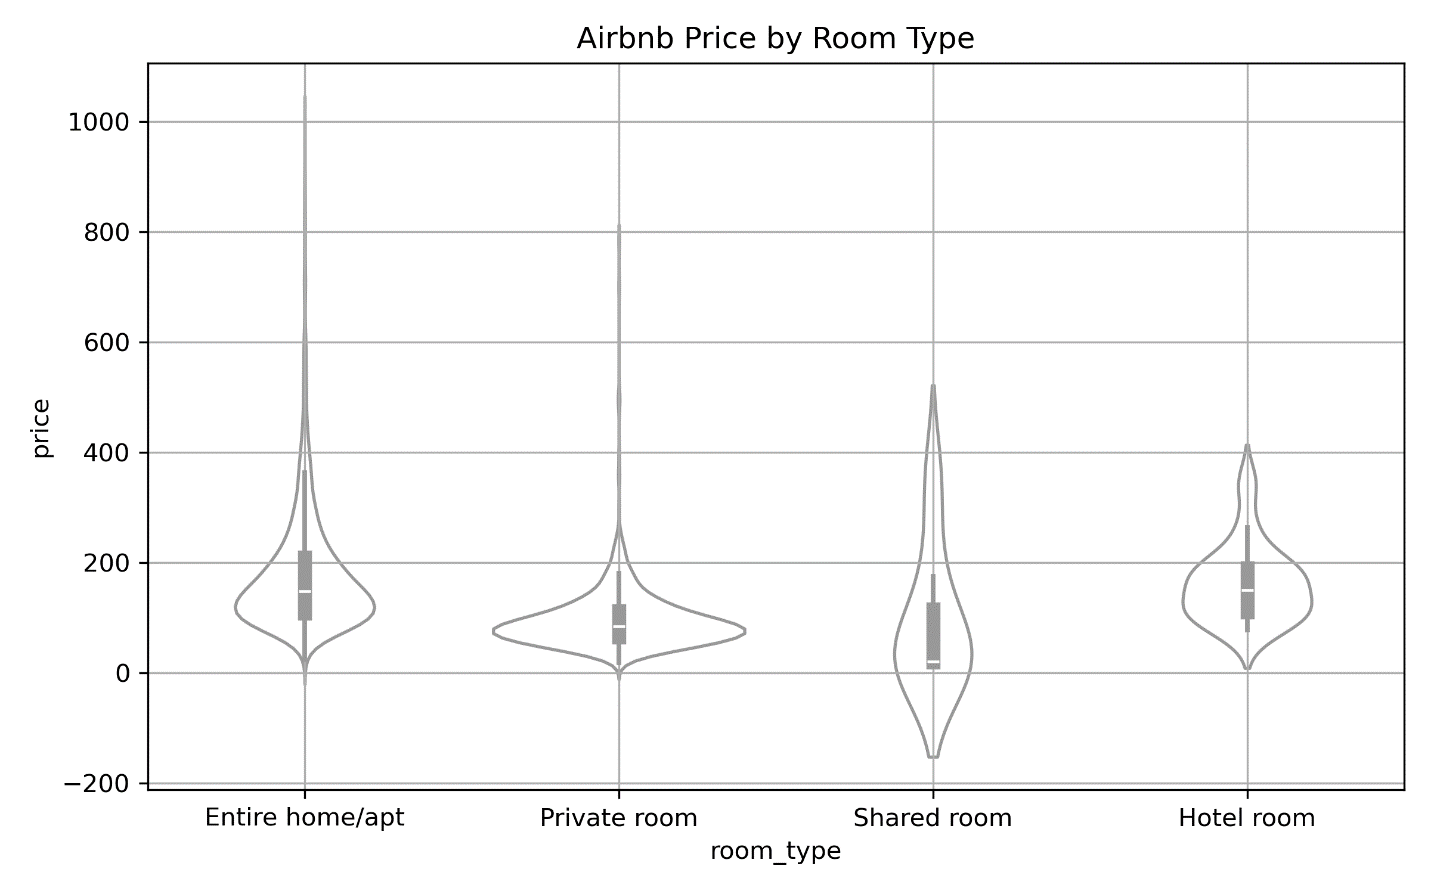 Airbnb Price by Room Type
1000
800
600
400
200
0
−200
price
Entire home/apt Private room Shared room Hotel room
room_type